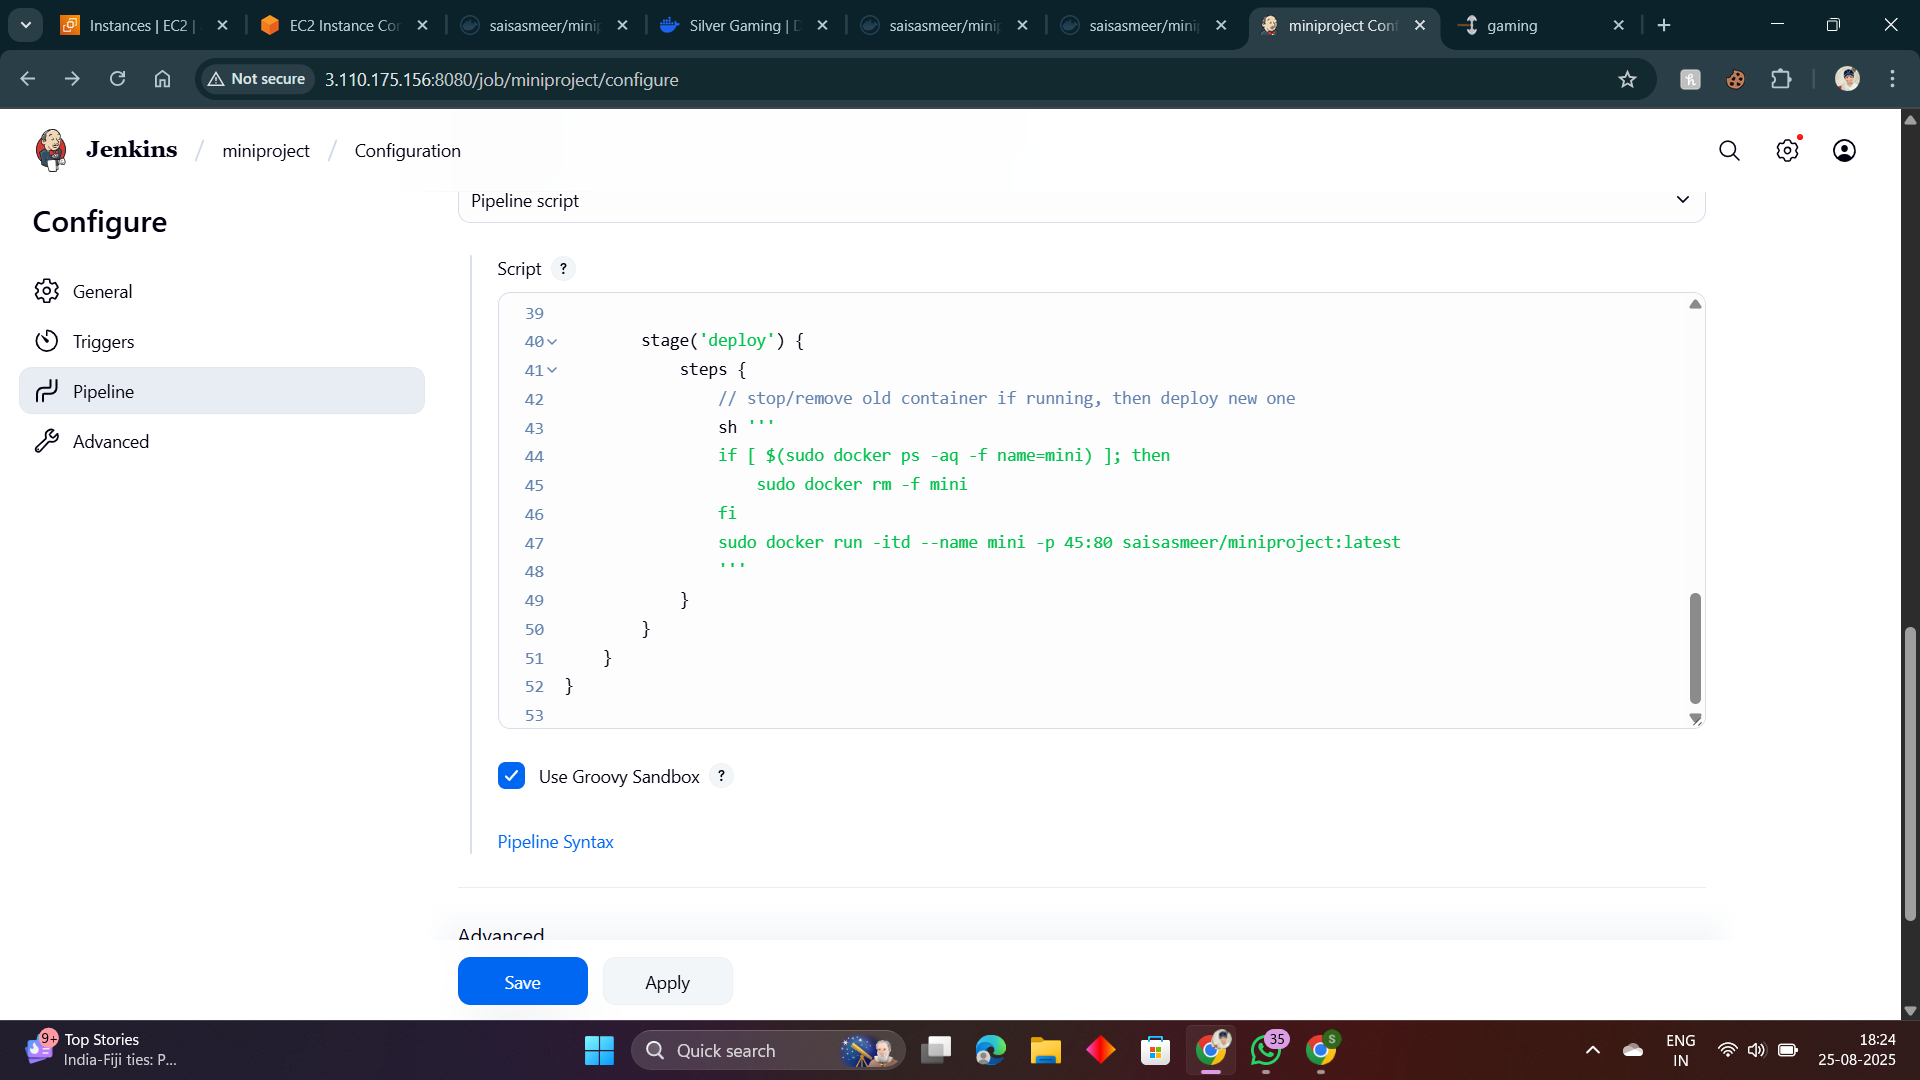 Instances | EC2 |
EC2 Instance Con
saisasmeer/minip
Silver Gaming | D
saisasmeer/minip
saisasmeer/minip
miniproject Conf
gaming
Not secure
3.110.175.156:8080/job/miniproject/configure
Jenkins / miniproject / Configuration
Configure
General
Triggers
Pipeline
Advanced
Pipeline script
Script ?
39
40 stage('deploy') {
41 steps {
42 // stop/remove old container if running, then deploy new one
43 sh '''
44 if [ $(sudo docker ps -aq -f name=mini) ]; then
45 sudo docker rm -f mini
46 fi
47 sudo docker run -itd --name mini -p 45:80 saisasmeer/miniproject:latest
48 '''
49 }
50 }
51 }
52 }
53
Use Groovy Sandbox ?
Pipeline Syntax
Advanced
Save
Apply
9+
Top Stories
India-Fiji ties: P...
Quick search
35
S
ENG
IN
18:24
25-08-2025